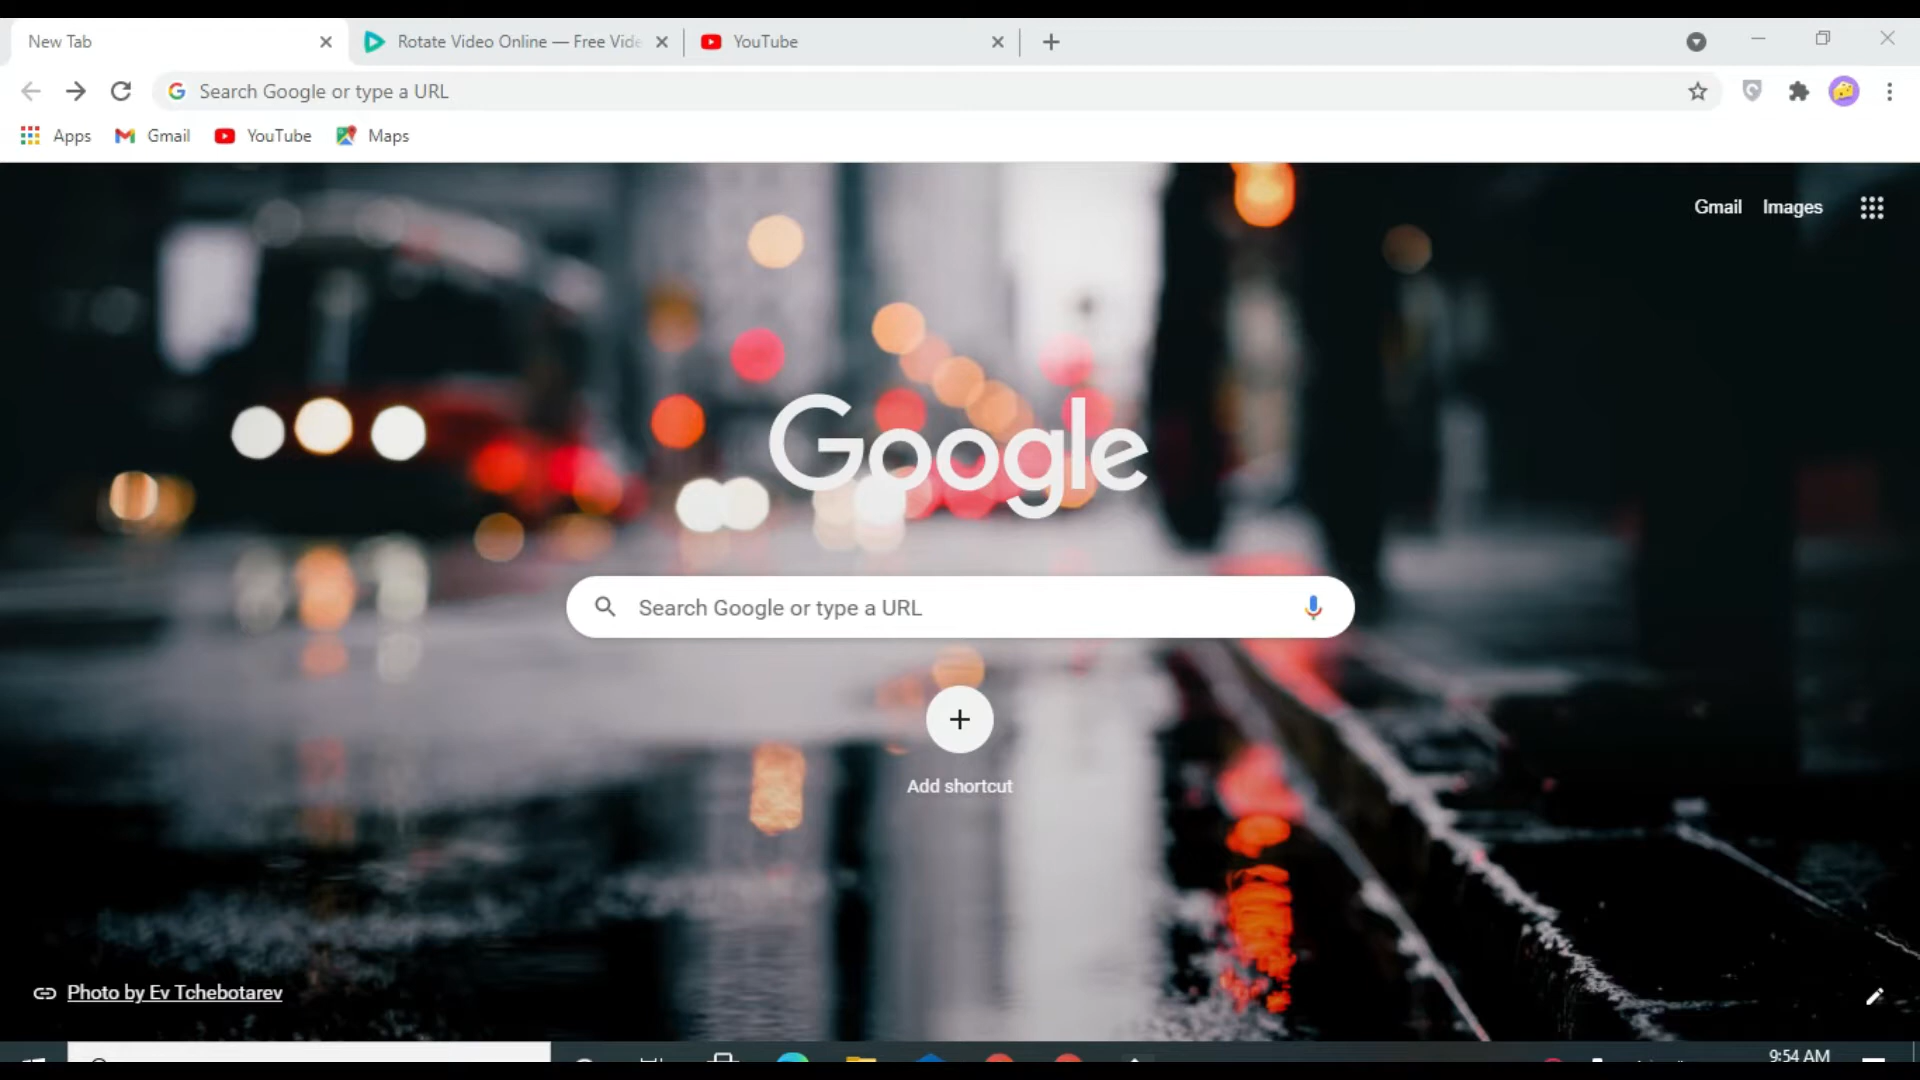 New Tab
Rotate Video Online — Free Vide
YouTube
Search Google or type a URL
Apps
Gmail
YouTube
Maps
Gmail
Images
Google
Search Google or type a URL
Add shortcut
Photo by Ev Tchebotarev
9:54 AM